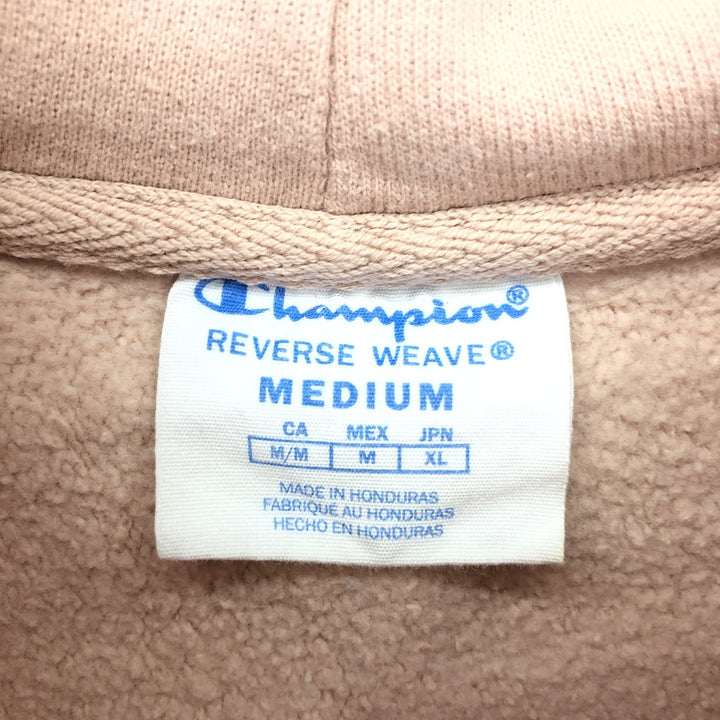 Champion®
REVERSE WEAVE®
MEDIUM
CA MEX JPN
M/M M XL
MADE IN HONDURAS
FABRIQUÉ AU HONDURAS
HECHO EN HONDURAS